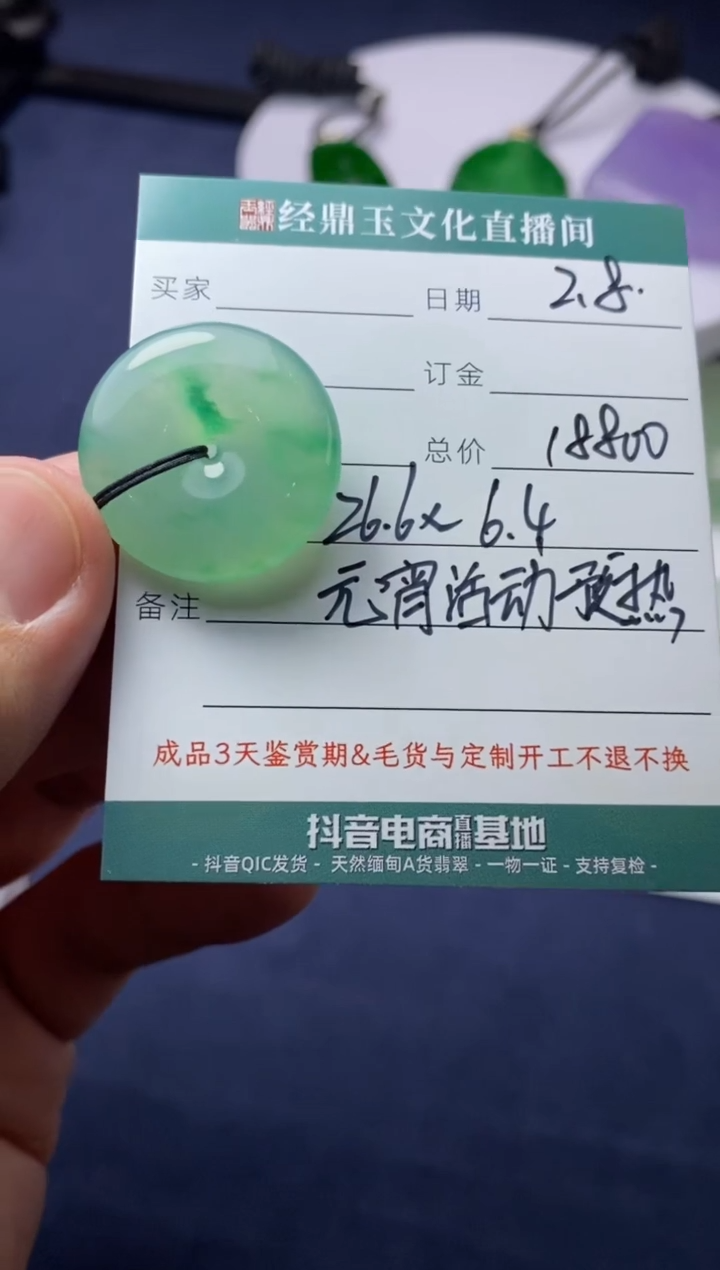 经鼎玉文化直播间
买家 日期 2.8.
订金
总价 18800
26.6x6.4
备注 元宵活动预热,
成品3天鉴赏期&毛货与定制开工不退不换
抖音电商直播基地
- 抖音QIC发货 - 天然缅甸A货翡翠 - 一物一证 - 支持复检 -